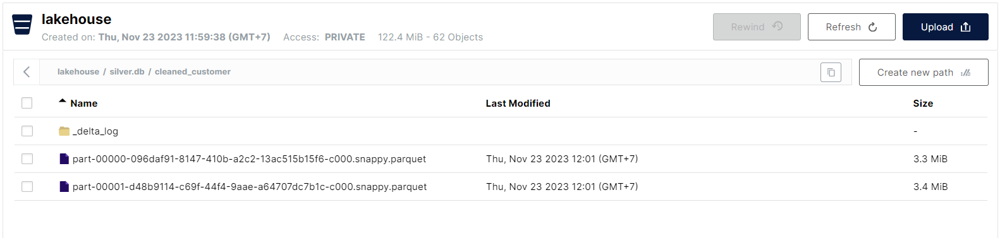 lakehouse
Created on: Thu, Nov 23 2023 11:59:38 (GMT+7) Access: PRIVATE 122.4 MiB - 62 Objects
Rewind Refresh Upload
lakehouse / silver.db / cleaned_customer
Create new path
Name Last Modified Size
_delta_log -
part-00000-096daf91-8147-410b-a2c2-13ac515b15f6-c000.snappy.parquet Thu, Nov 23 2023 12:01 (GMT+7) 3.3 MiB
part-00001-d48b9114-c69f-44f4-9aae-a64707dc7b1c-c000.snappy.parquet Thu, Nov 23 2023 12:01 (GMT+7) 3.4 MiB